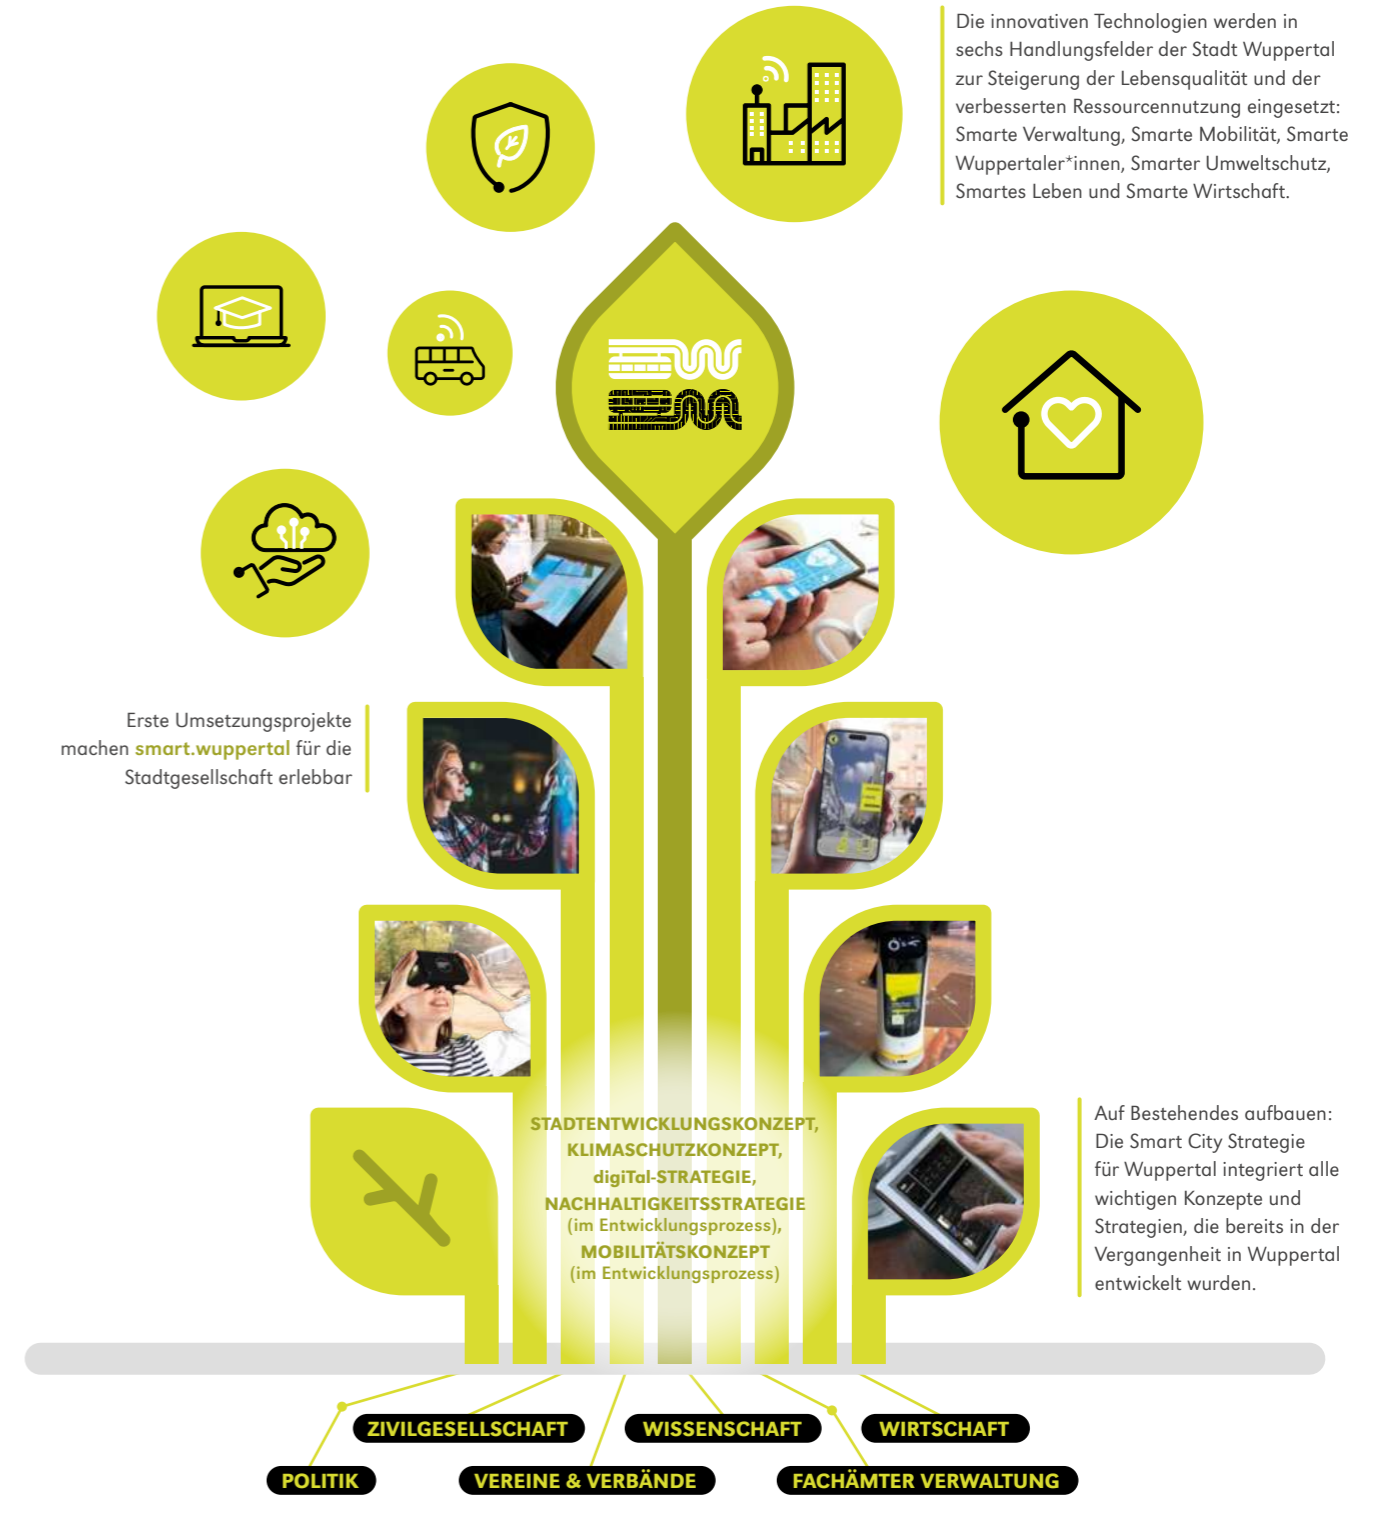 Die innovativen Technologien werden in
sechs Handlungsfelder der Stadt Wuppertal
zur Steigerung der Lebensqualität und der
verbesserten Ressourcennutzung eingesetzt:
Smarte Verwaltung, Smarte Mobilität, Smarte
Wuppertaler*innen, Smarter Umweltschutz,
Smartes Leben und Smarte Wirtschaft.
Erste Umsetzungsprojekte
machen smart.wuppertal für die
Stadtgesellschaft erlebbar
STADTENTWICKLUNGSKONZEPT,
KLIMASCHUTZKONZEPT,
digiTal-STRATEGIE,
NACHHALTIGKEITSSTRATEGIE
(im Entwicklungsprozess),
MOBILITÄTSKONZEPT
(im Entwicklungsprozess)
Auf Bestehendes aufbauen:
Die Smart City Strategie
für Wuppertal integriert alle
wichtigen Konzepte und
Strategien, die bereits in der
Vergangenheit in Wuppertal
entwickelt wurden.
ZIVILGESELLSCHAFT
WISSENSCHAFT
WIRTSCHAFT
POLITIK
VEREINE & VERBÄNDE
FACHÄMTER VERWALTUNG